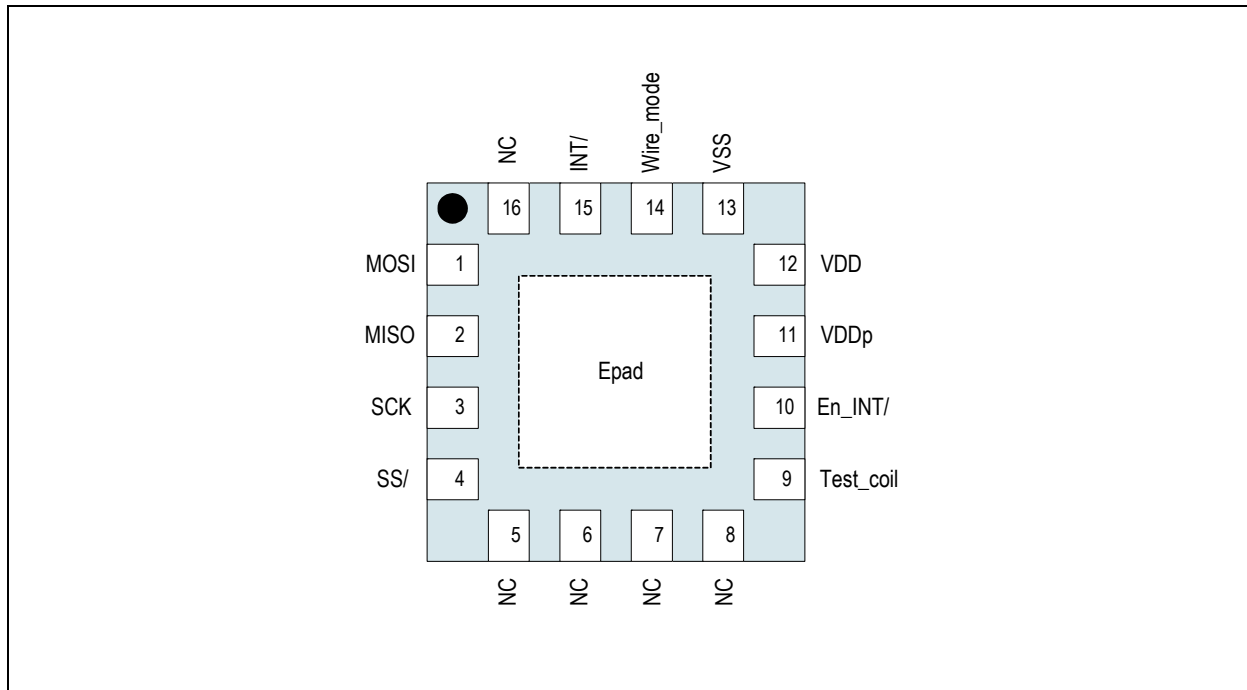 NC
INT/
Wire_mode
VSS
16
15
14
13
MOSI 1
12 VDD
MISO 2
11 VDDp
Epad
SCK 3
10 En_INT/
SS/ 4
9 Test_coil
5
6
7
8
NC
NC
NC
NC